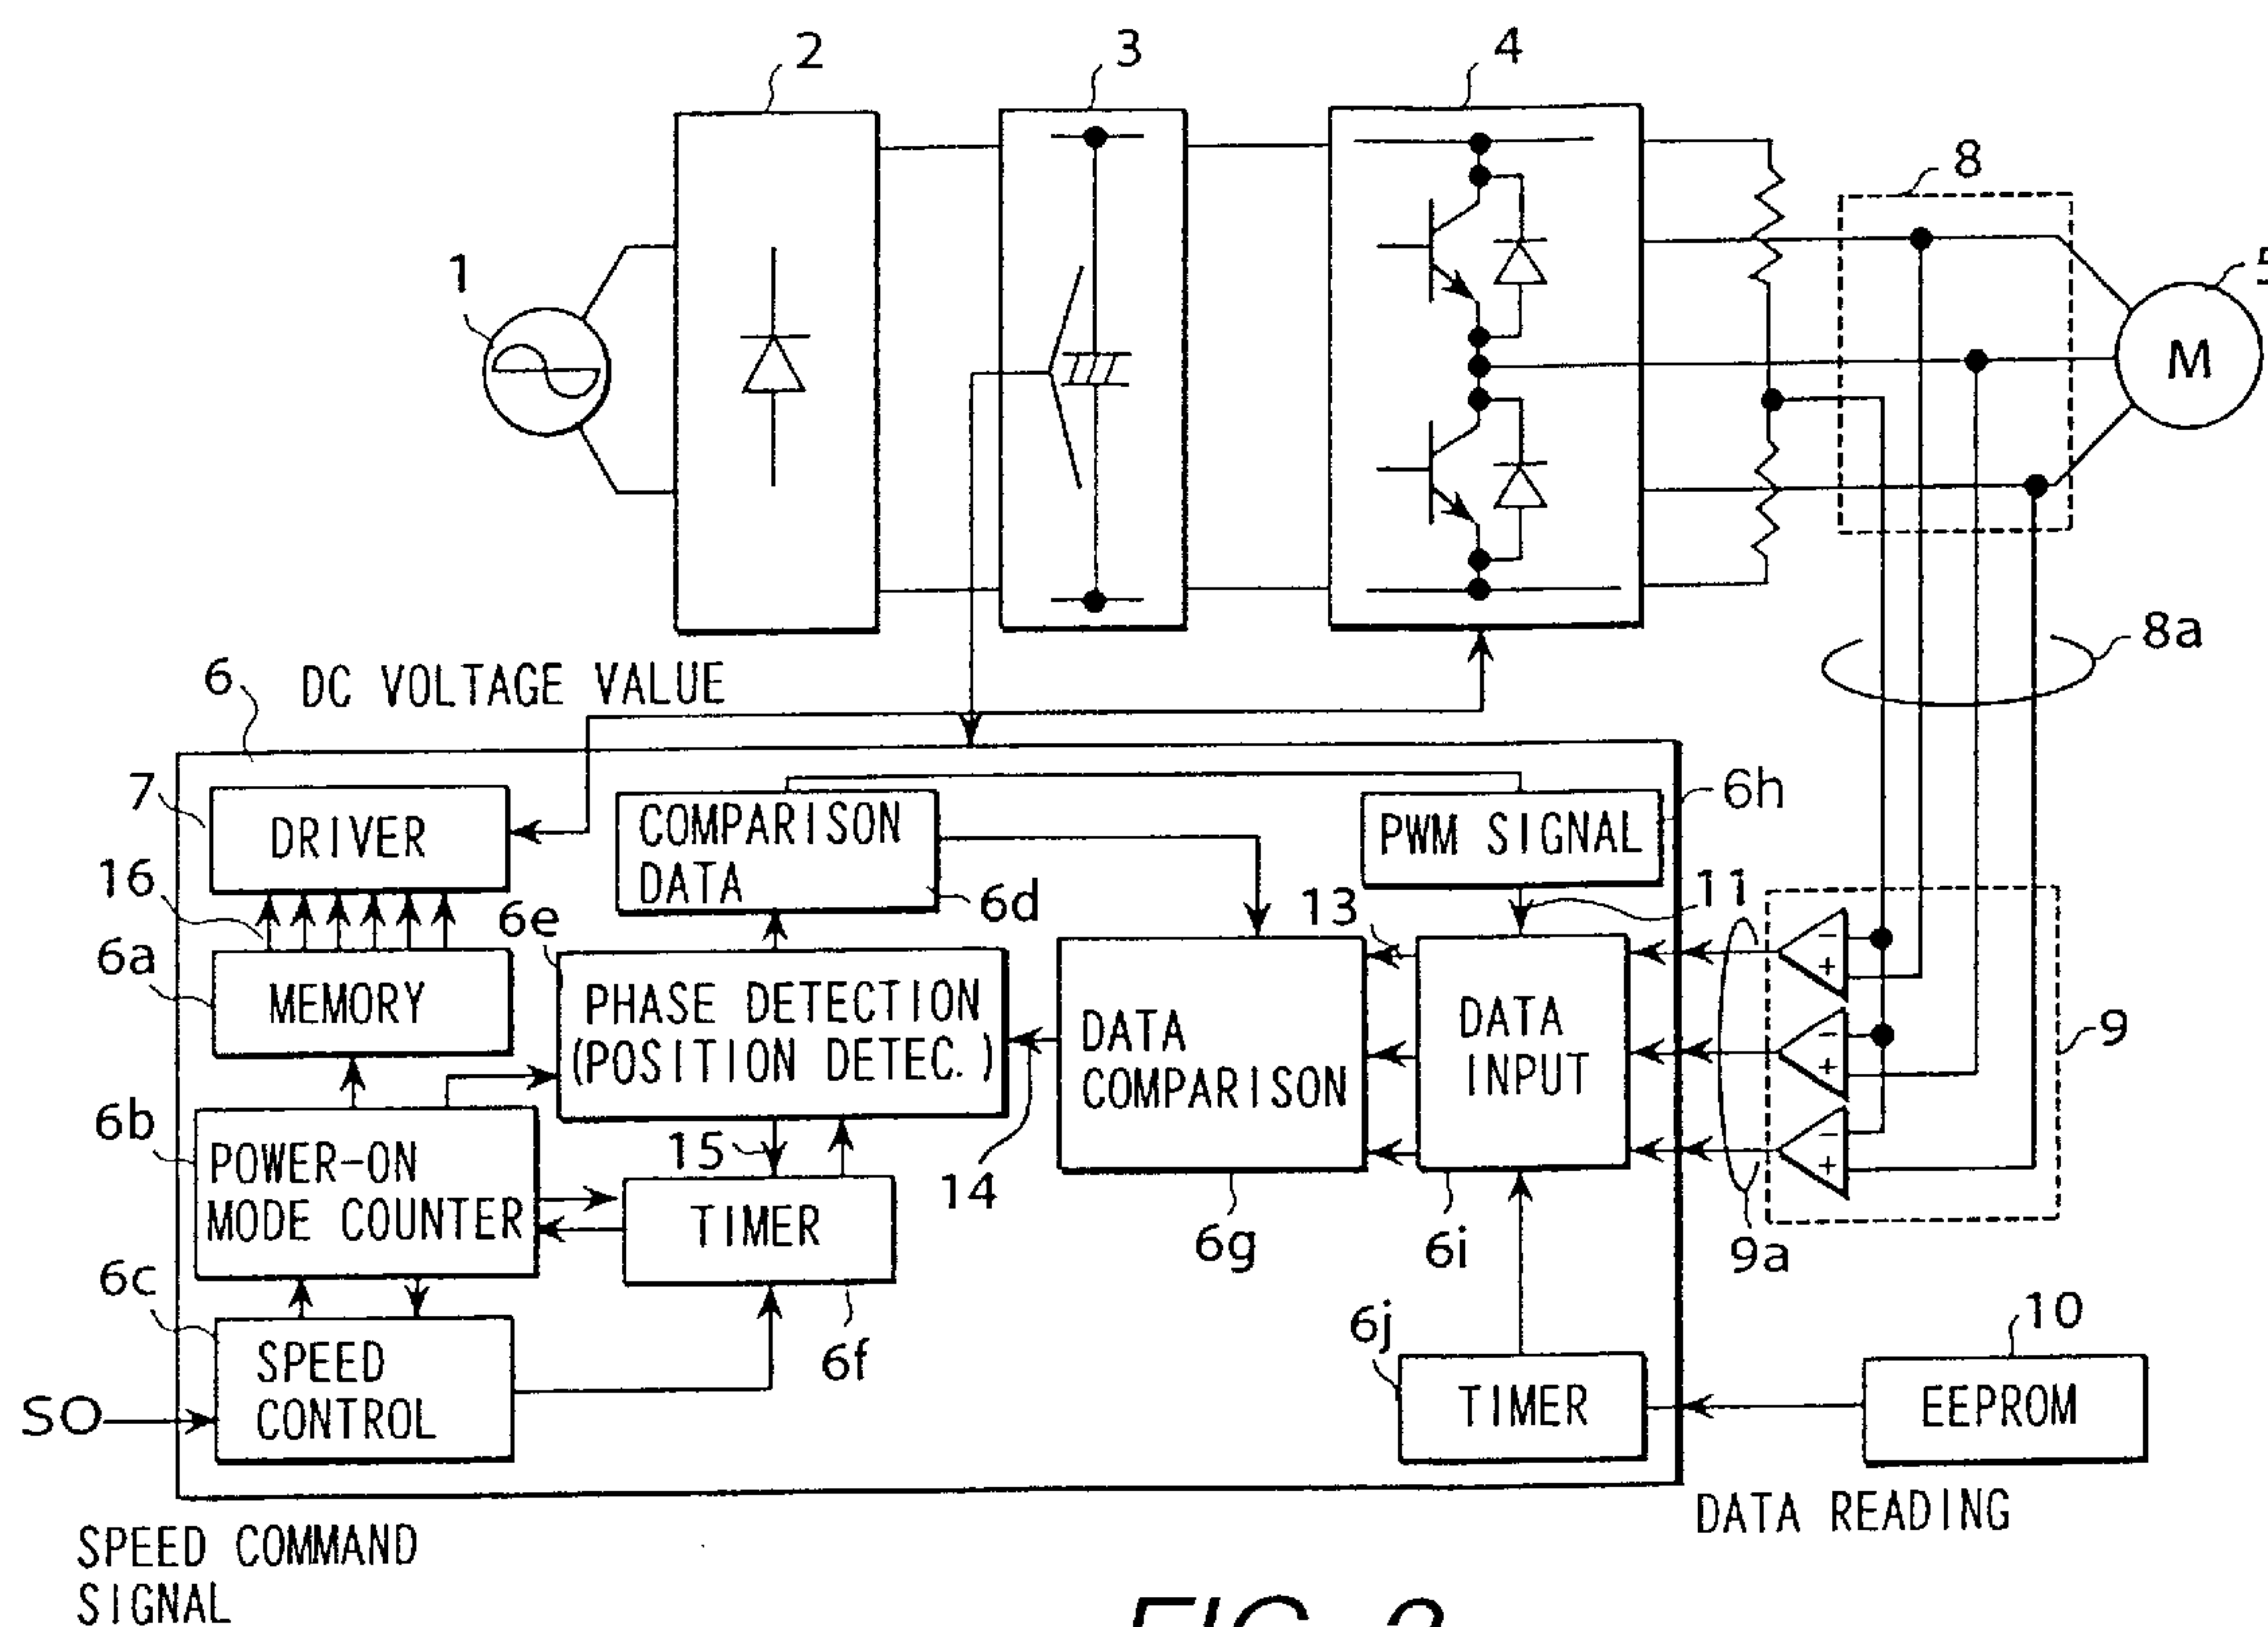 2
3
4
8
1
5
M
8a
6
DC VOLTAGE VALUE
7
DRIVER
COMPARISON
DATA
6d
PWM SIGNAL
6h
16
6e
13
11
6a
MEMORY
PHASE DETECTION
(POSITION DETEC.)
DATA
COMPARISON
DATA
INPUT
-
+
-
+
-
+
9
6b
POWER-ON
MODE COUNTER
15
TIMER
14
6g
6i
9a
6c
SPEED
CONTROL
6f
6j
TIMER
10
EEPROM
SO
DATA READING
SPEED COMMAND
SIGNAL